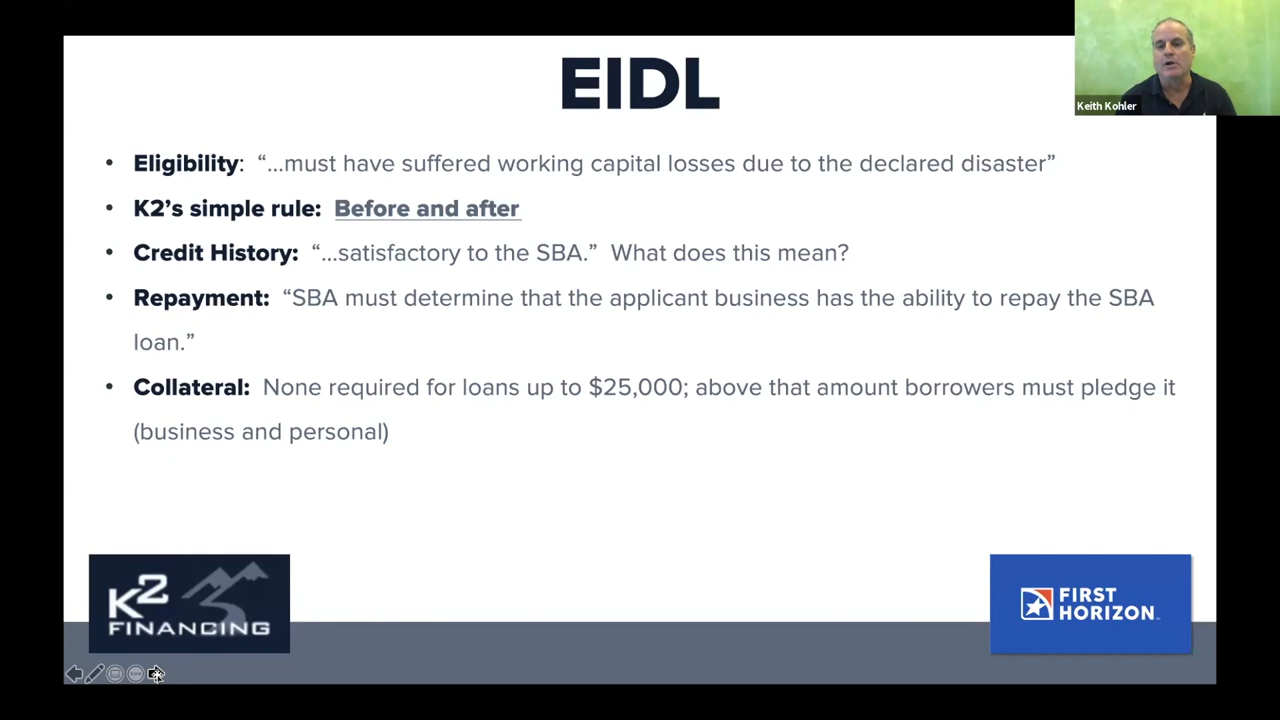 EIDL
Keith Kohler
• Eligibility: “...must have suffered working capital losses due to the declared disaster”
• K2’s simple rule: Before and after
• Credit History: “...satisfactory to the SBA.” What does this mean?
• Repayment: “SBA must determine that the applicant business has the ability to repay the SBA
loan.”
• Collateral: None required for loans up to $25,000; above that amount borrowers must pledge it
(business and personal)
K2
FINANCING
FIRST
HORIZON